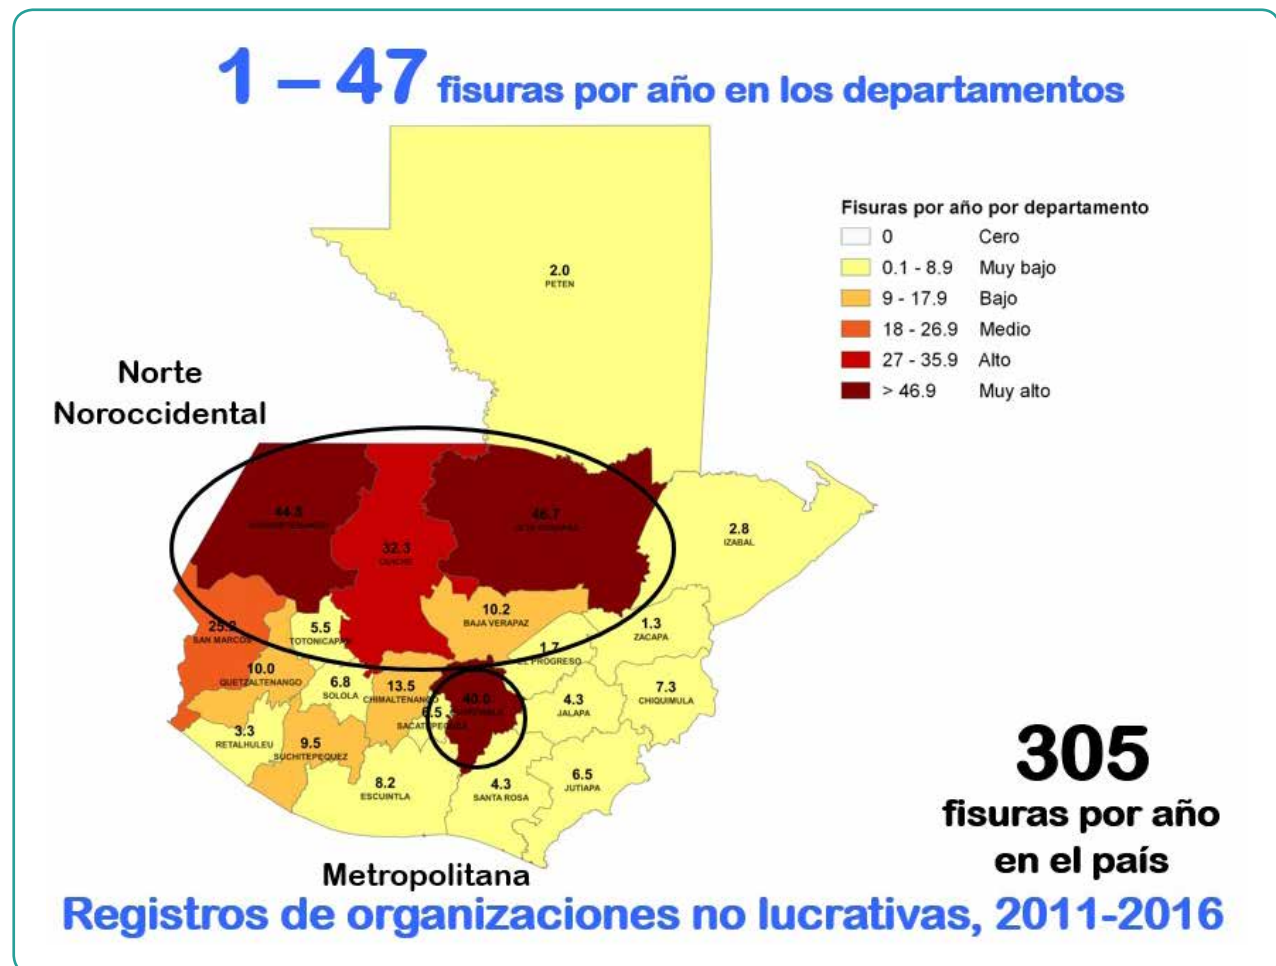 1 – 47 fisuras por año en los departamentos
Fisuras por año por departamento
0 Cero
0.1 - 8.9 Muy bajo
9 - 17.9 Bajo
18 - 26.9 Medio
27 - 35.9 Alto
> 46.9 Muy alto
2.0
PETEN
Norte
Noroccidental
44.8
46.7
32.3
QUICHE
2.8
IZABAL
10.2
BAJA VERAPAZ
25.2
SAN MARCOS
5.5
TOTONICAPAN
1.3
ZACAPA
1.7
EL PROGRESO
10.0
QUETZALTENANGO
6.8
SOLOLA
13.5
CHIMALTENANGO
6.5
SACATEPEQUEZ
40.0
4.3
JALAPA
7.3
CHIQUIMULA
3.3
RETALHULEU
9.5
SUCHITEPEQUEZ
8.2
ESCUINTLA
4.3
SANTA ROSA
6.5
JUTIAPA
305
fisuras por año
en el país
Metropolitana
Registros de organizaciones no lucrativas, 2011-2016